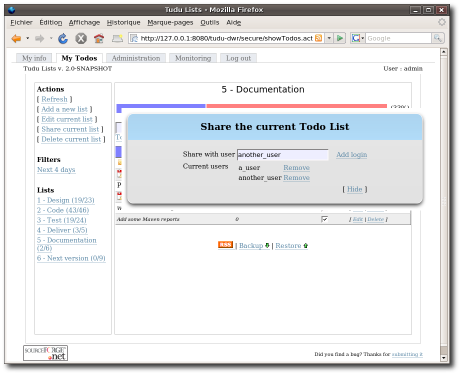 Tudu Lists - Mozilla Firefox
Fichier Edition Affichage Historique Marque-pages Outils Aide
http://127.0.0.1:8080/tudu-dwr/secure/showTodos.act
Google
My info My Todos Administration Monitoring Log out
Tudu Lists v. 2.0-SNAPSHOT User : admin
Actions
[ Refresh ]
[ Add a new list ]
[ Edit current list ]
[ Share current list ]
[ Delete current list ]
Filters
Next 4 days
Lists
1 - Design (19/23)
2 - Code (43/46)
3 - Test (19/24)
4 - Deliver (3/5)
5 - Documentation
(2/6)
6 - Next version (0/9)
5 - Documentation
Share the current Todo List
Share with user another_user Add login
Current users a_user Remove
another_user Remove
[ Hide ]
Add some Maven reports 0 [ Edit | Delete ]
RSS | Backup | Restore
SOURCEFORGE
.net
Did you find a bug? Thanks for submitting it